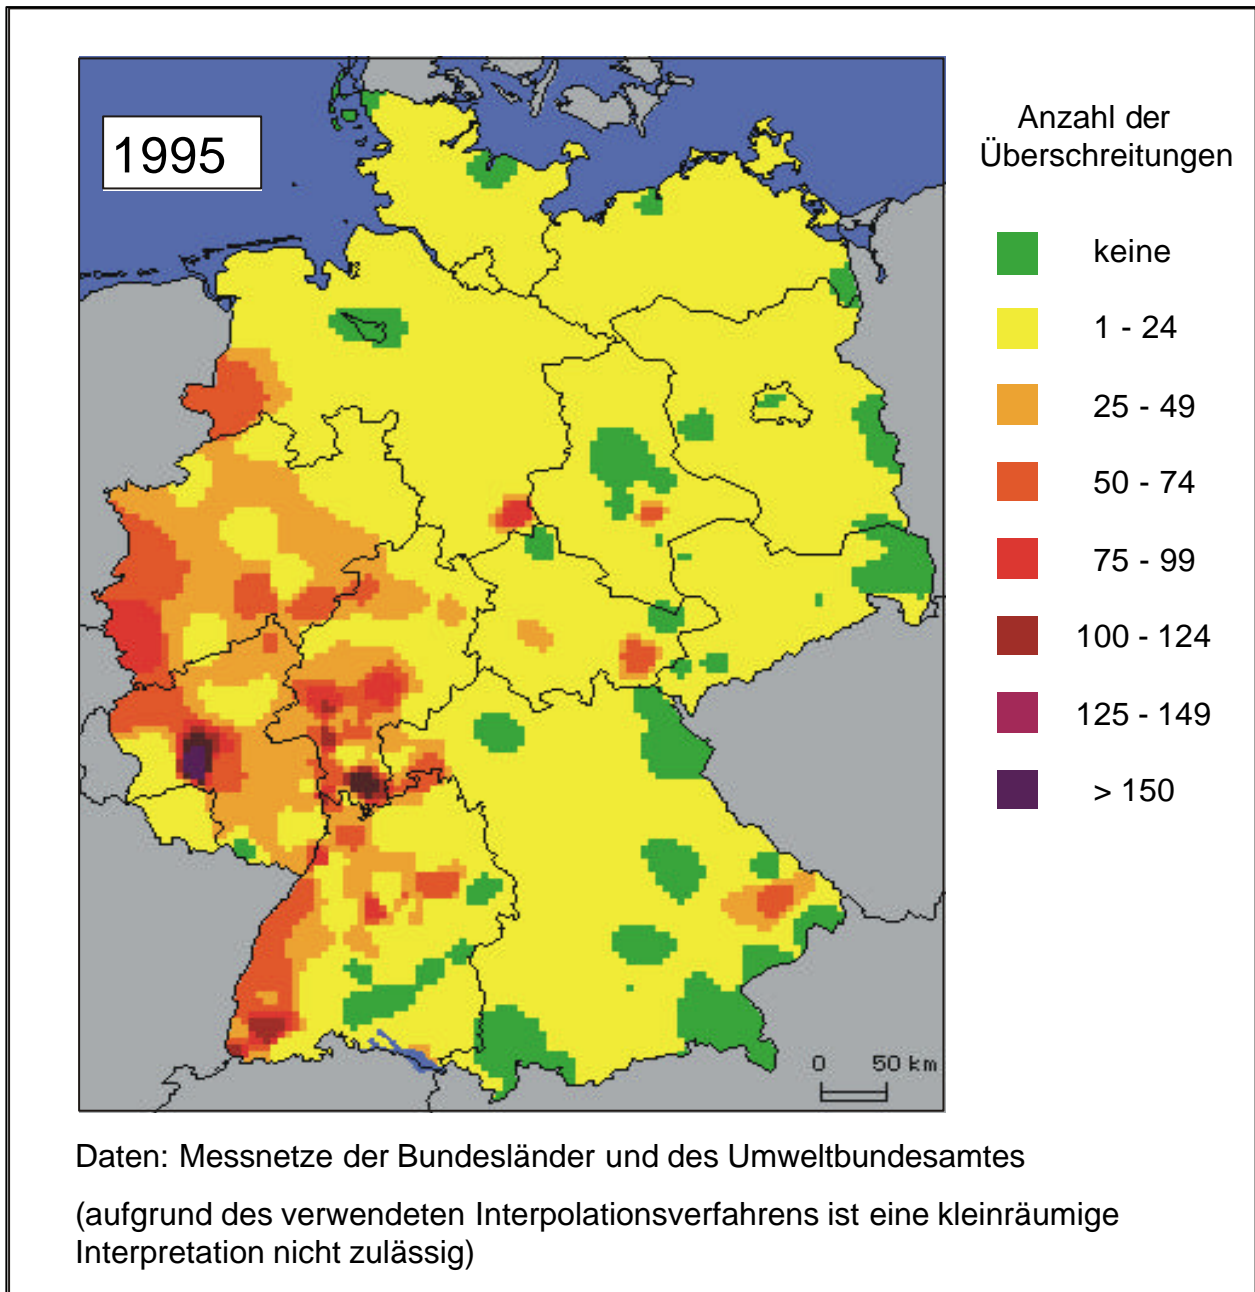 1995
Anzahl der
Überschreitungen
keine
1 - 24
25 - 49
50 - 74
75 - 99
100 - 124
125 - 149
> 150
0 50 km
Daten: Messnetze der Bundesländer und des Umweltbundesamtes
(aufgrund des verwendeten Interpolationsverfahrens ist eine kleinräumige
Interpretation nicht zulässig)